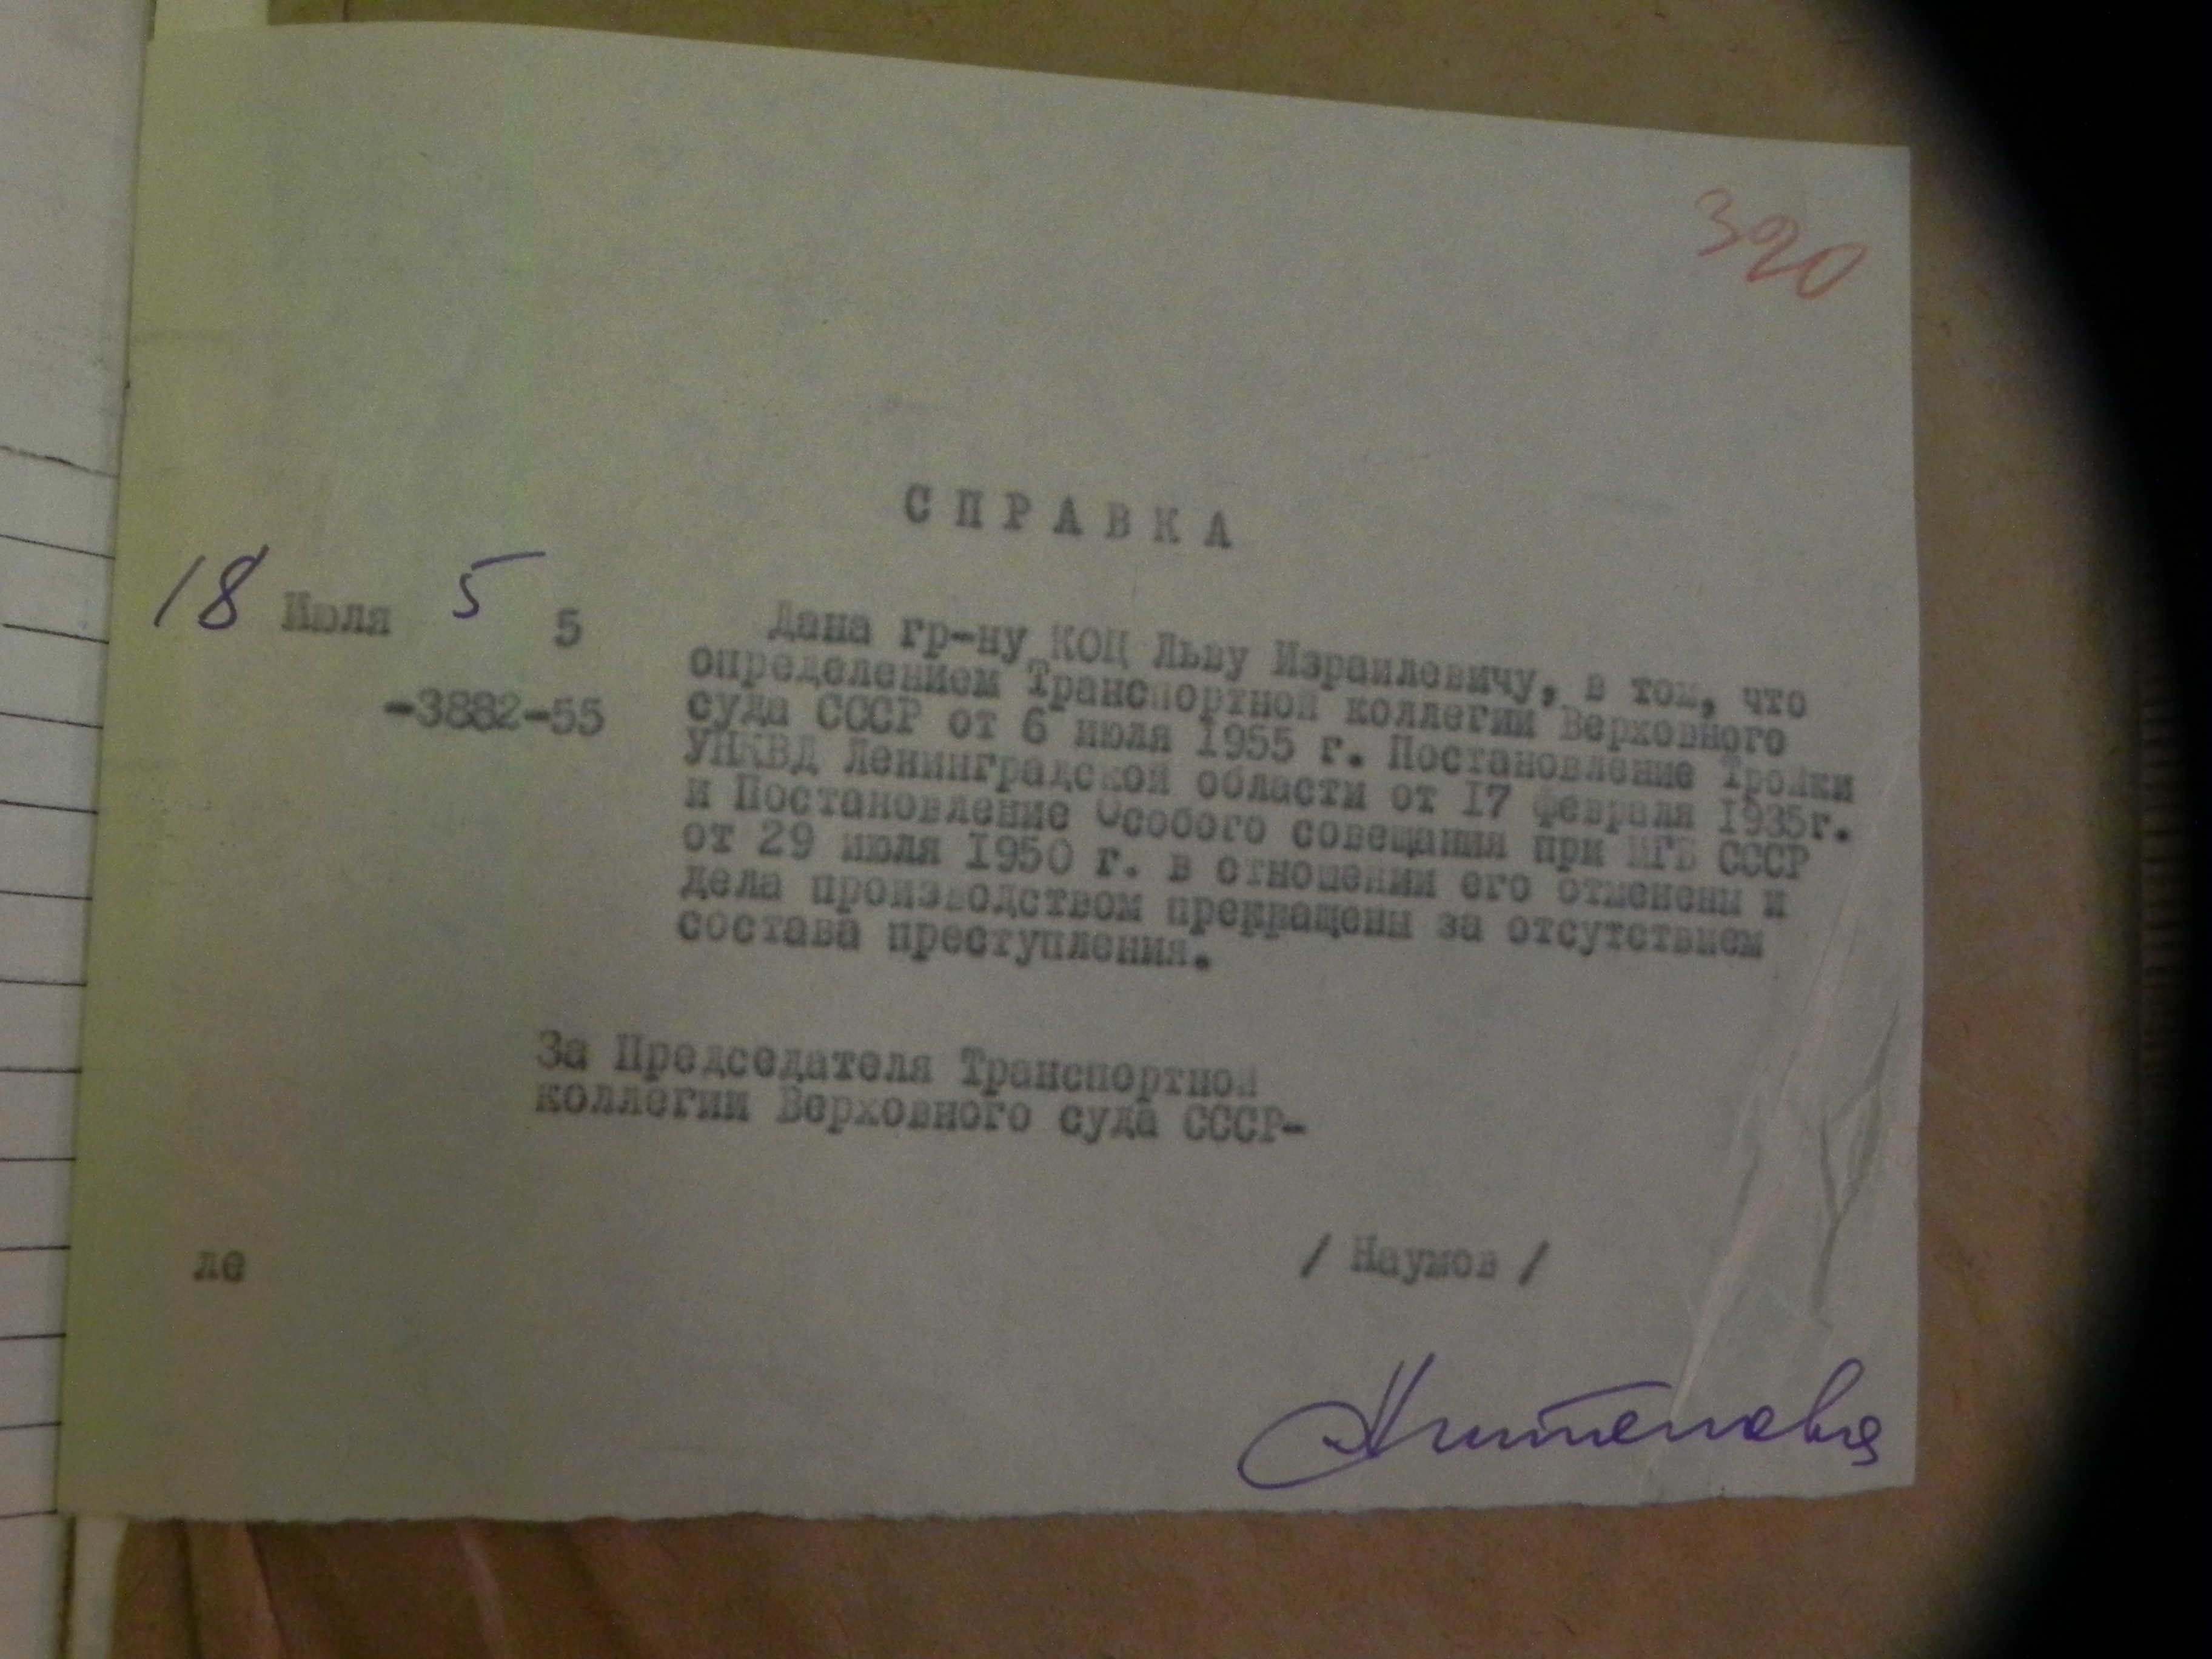 320
СПРАВКА
18 Июля 5 5
-3882-55
Дана гр-ну КОЦ Льву Израилевичу, в том, что
определением Транспортной коллегии Верховного
суда СССР от 6 июля 1955 г. Постановление Тройки
УНКВД Ленинградской области от 17 февраля 1935г.
и Постановление Особого совещания при МГБ СССР
от 29 июля 1950 г. в отношении его отменены и
дела производством прекращены за отсутствием
состава преступления.
За Председателя Транспортной
коллегии Верховного суда СССР-
/ Наумов /
ле